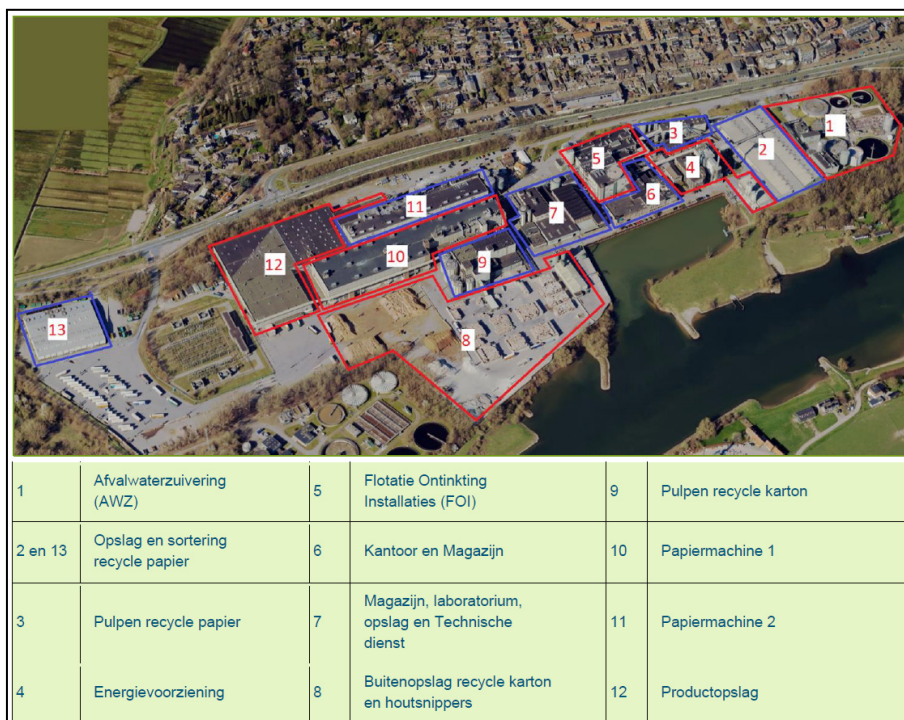 1
2
3
4
5
6
7
11
10
9
12
13
8
1
Afvalwaterzuivering
(AWZ)
5
Flotatie Ontinkting
Installaties (FOI)
9
Pulpen recycle karton
2 en 13
Opslag en sortering
recycle papier
6
Kantoor en Magazijn
10
Papiermachine 1
3
Pulpen recycle papier
7
Magazijn, laboratorium,
opslag en Technische
dienst
11
Papiermachine 2
4
Energievoorziening
8
Buitenopslag recycle karton
en houtsnippers
12
Productopslag